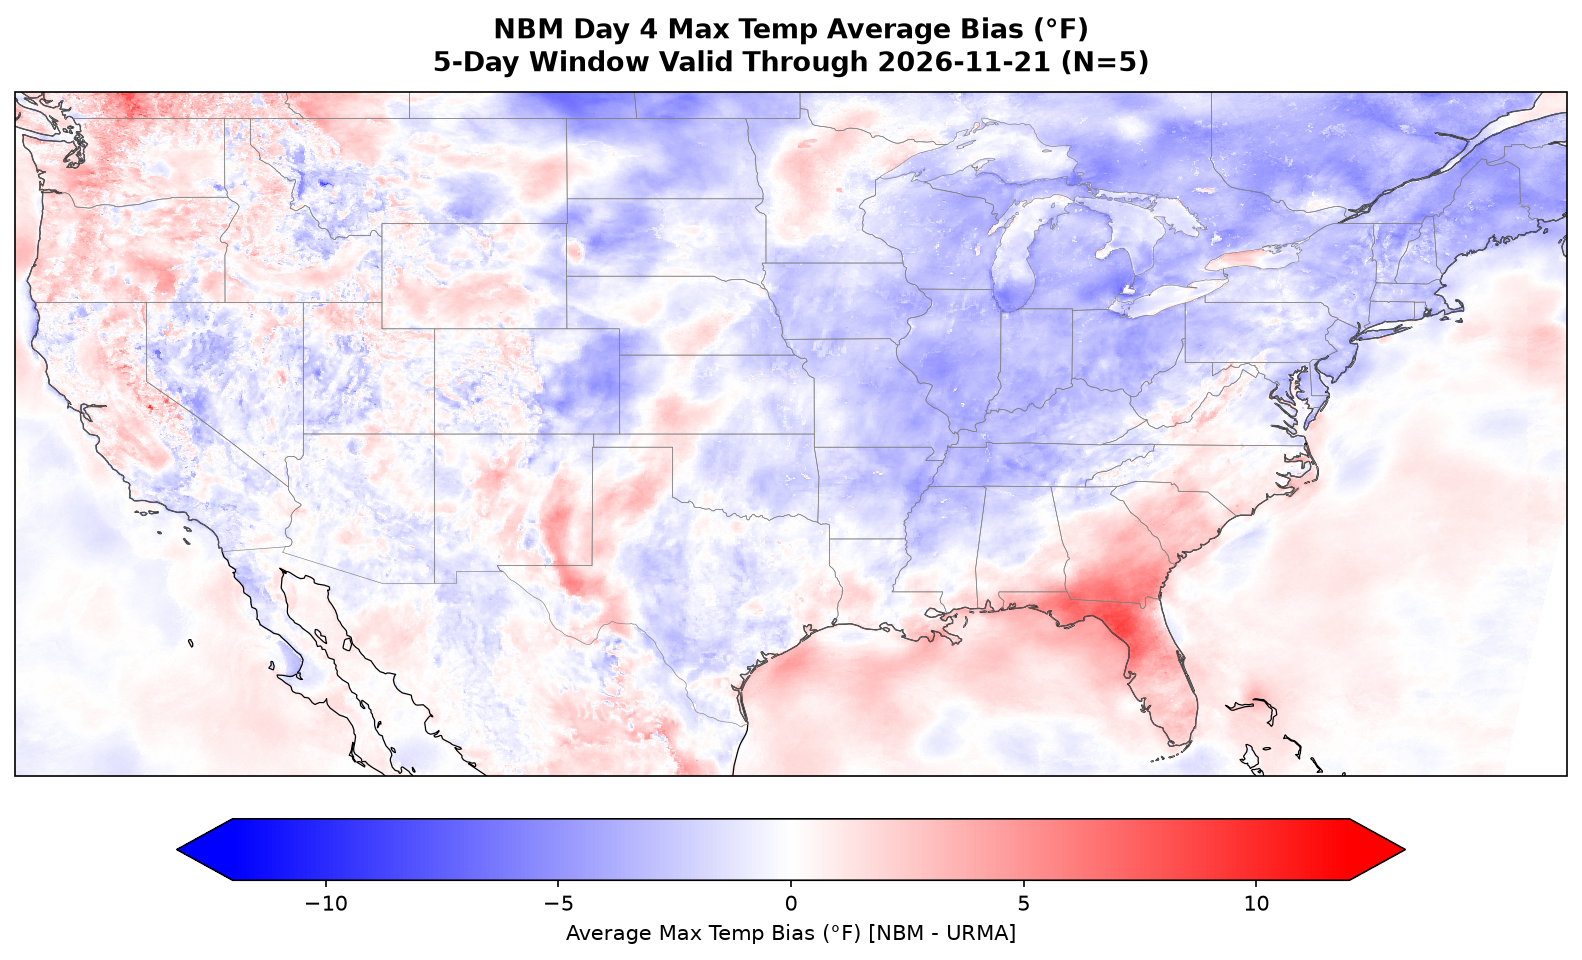 NBM Day 4 Max Temp Average Bias (°F)
5-Day Window Valid Through 2026-11-21 (N=5)
−10 −5 0 5 10
Average Max Temp Bias (°F) [NBM - URMA]